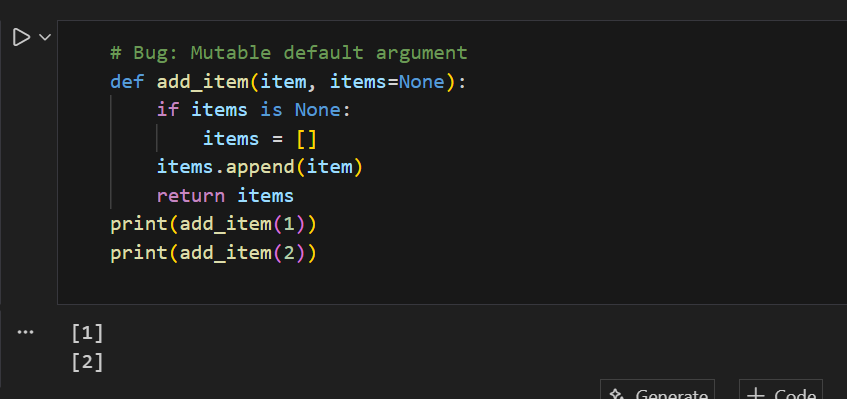 # Bug: Mutable default argument
def add_item(item, items=None):
    if items is None:
        items = []
    items.append(item)
    return items
print(add_item(1))
print(add_item(2))
[1]
[2]
Generate
Code